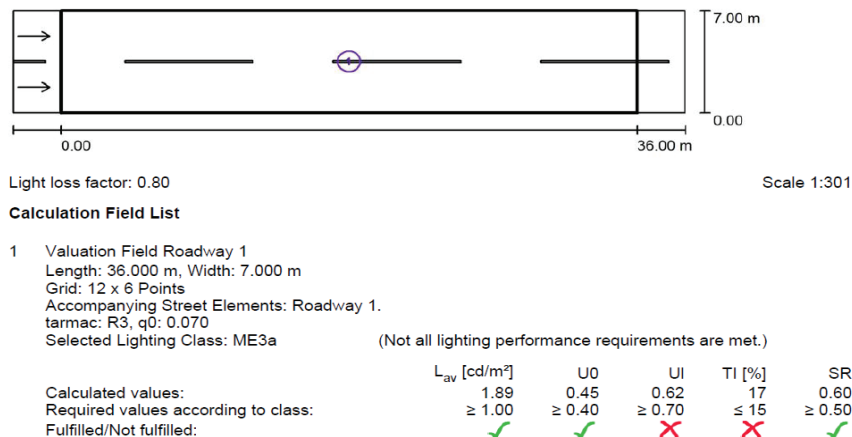 7.00 m
1
0.00
0.00 36.00 m
Light loss factor: 0.80 Scale 1:301
Calculation Field List
1 Valuation Field Roadway 1
Length: 36.000 m, Width: 7.000 m
Grid: 12 x 6 Points
Accompanying Street Elements: Roadway 1.
tarmac: R3, q0: 0.070
Selected Lighting Class: ME3a (Not all lighting performance requirements are met.)
Lav [cd/m²] U0 UI TI [%] SR
Calculated values: 1.89 0.45 0.62 17 0.60
Required values according to class: ≥ 1.00 ≥ 0.40 ≥ 0.70 ≤ 15 ≥ 0.50
Fulfilled/Not fulfilled: ✓ ✓ ✗ ✗ ✓